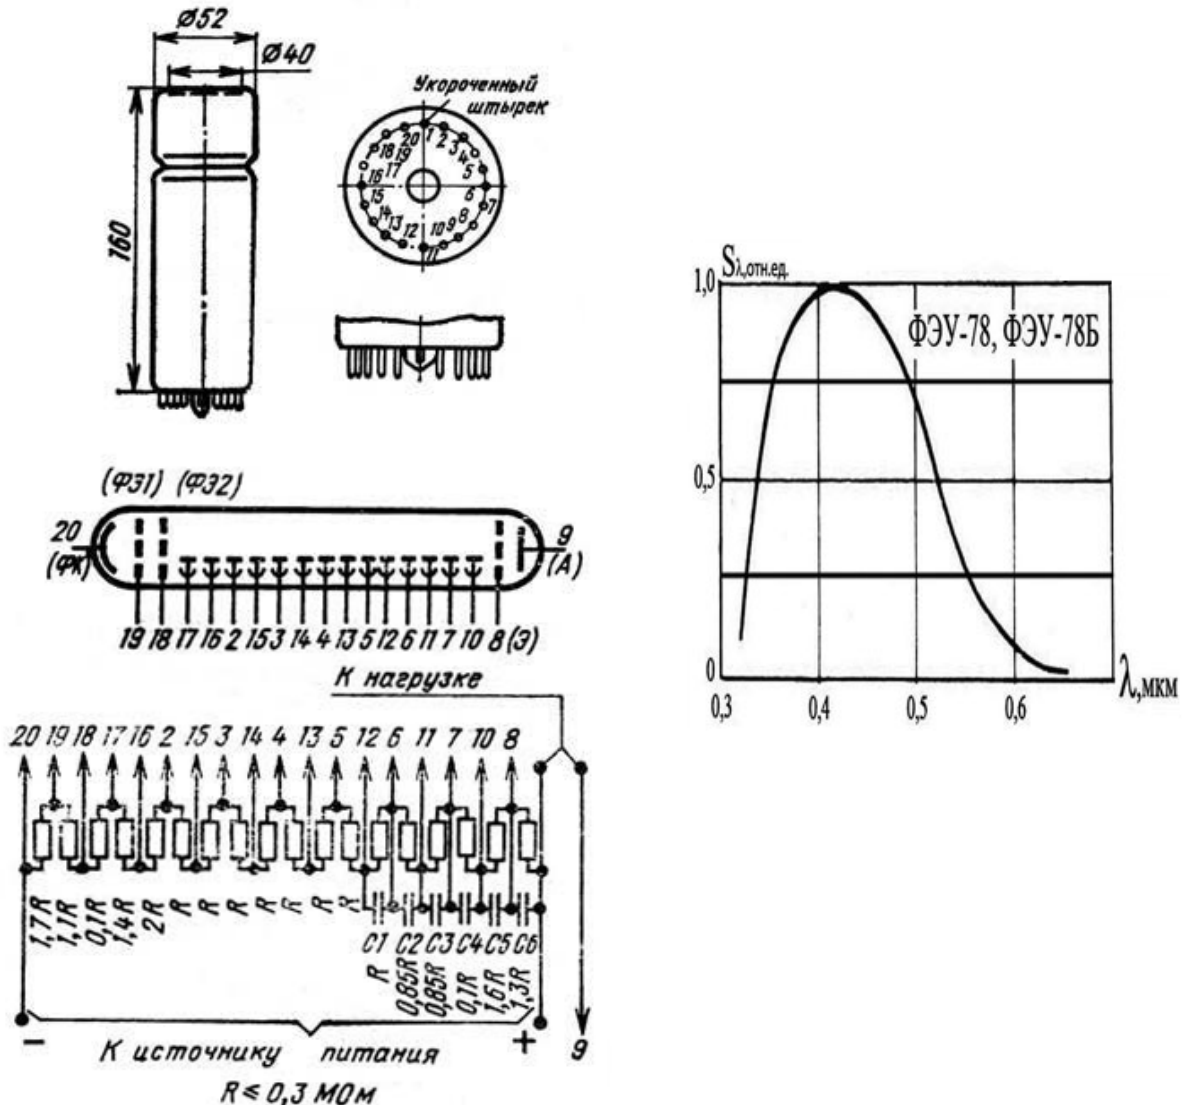 Ø52
Ø40
160
Укороченный
штырек
20 1 2 3 4 5 6 7 8 9 10 11 12 13 14 15 16 17 18 19
(ФЭ1) (ФЭ2)
20
(ФК)
9
(А)
19 18 17 16 2 15 3 14 4 13 5 12 6 11 7 10 8 (Э)
К нагрузке
20 19 18 17 16 2 15 3 14 4 13 5 12 6 11 7 10 8
1,7R 1,1R 0,1R 1,4R 2R R R R R R R R
C1 C2 C3 C4 C5 C6
R 0,85R 0,85R 0,1R 1,6R 1,3R
− + 9
К источнику питания
R ≤ 0,3 МОм
Sλ,отн.ед.
1,0
ФЭУ-78, ФЭУ-78Б
0,5
0
0,3 0,4 0,5 0,6
λ,мкм